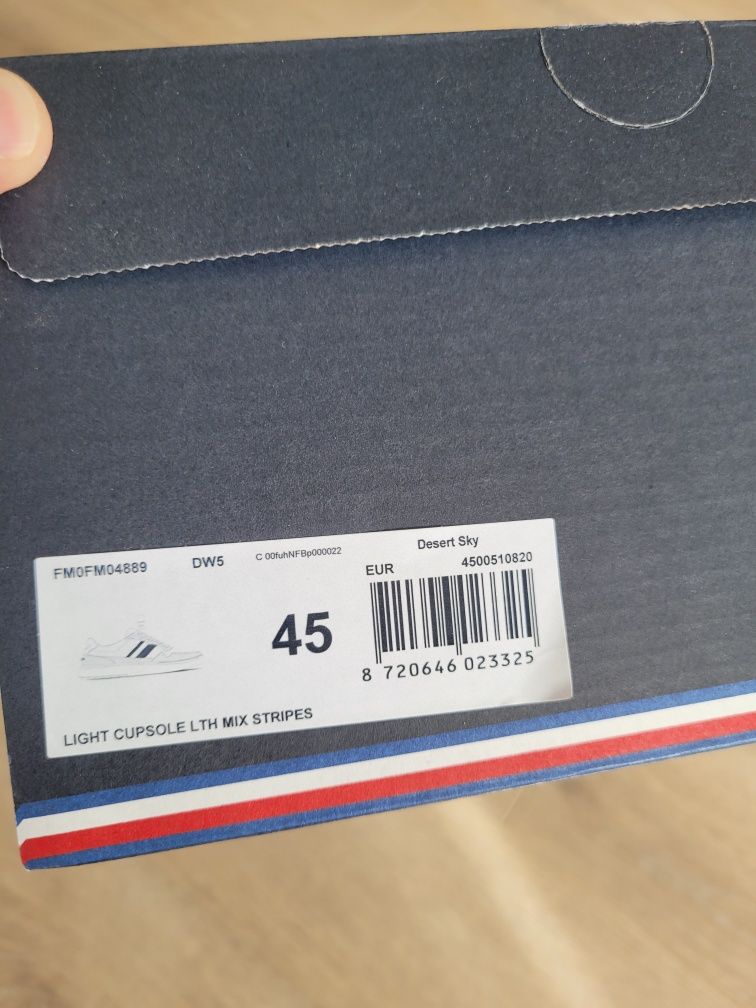 FM0FM04889 DW5 C 00fuhNFBp000022 Desert Sky
EUR 4500510820
45
8 720646 023325
LIGHT CUPSOLE LTH MIX STRIPES